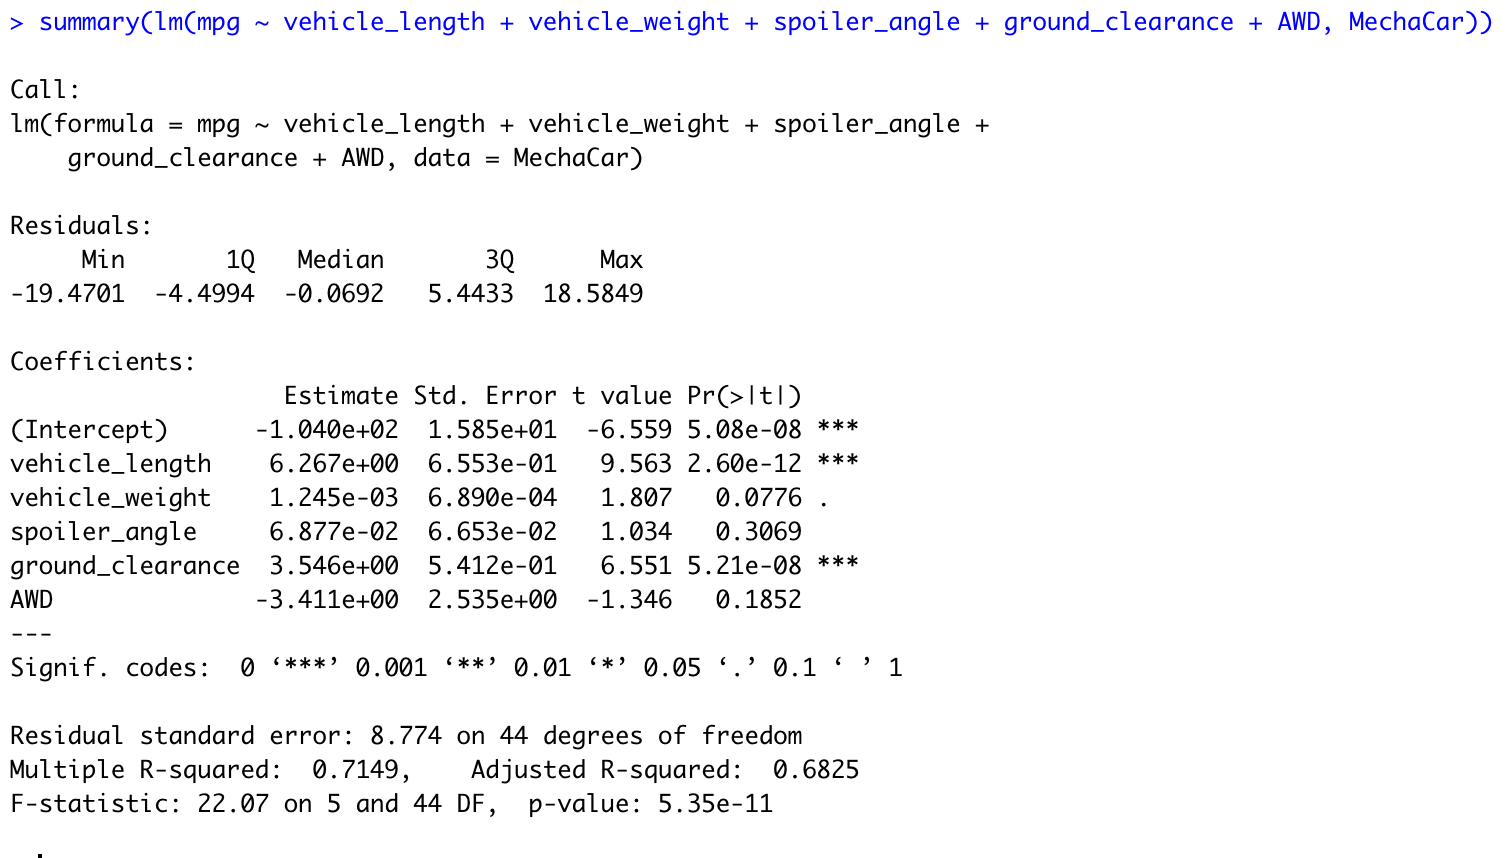 > summary(lm(mpg ~ vehicle_length + vehicle_weight + spoiler_angle + ground_clearance + AWD, MechaCar))
Call:
lm(formula = mpg ~ vehicle_length + vehicle_weight + spoiler_angle +
    ground_clearance + AWD, data = MechaCar)
Residuals:
     Min       1Q   Median       3Q      Max
-19.4701  -4.4994  -0.0692   5.4433  18.5849
Coefficients:
                   Estimate Std. Error t value Pr(>|t|)
(Intercept)      -1.040e+02  1.585e+01  -6.559 5.08e-08 ***
vehicle_length    6.267e+00  6.553e-01   9.563 2.60e-12 ***
vehicle_weight    1.245e-03  6.890e-04   1.807   0.0776 .
spoiler_angle     6.877e-02  6.653e-02   1.034   0.3069
ground_clearance  3.546e+00  5.412e-01   6.551 5.21e-08 ***
AWD              -3.411e+00  2.535e+00  -1.346   0.1852
---
Signif. codes:  0 ‘***’ 0.001 ‘**’ 0.01 ‘*’ 0.05 ‘.’ 0.1 ‘ ’ 1
Residual standard error: 8.774 on 44 degrees of freedom
Multiple R-squared:  0.7149,    Adjusted R-squared:  0.6825
F-statistic: 22.07 on 5 and 44 DF,  p-value: 5.35e-11